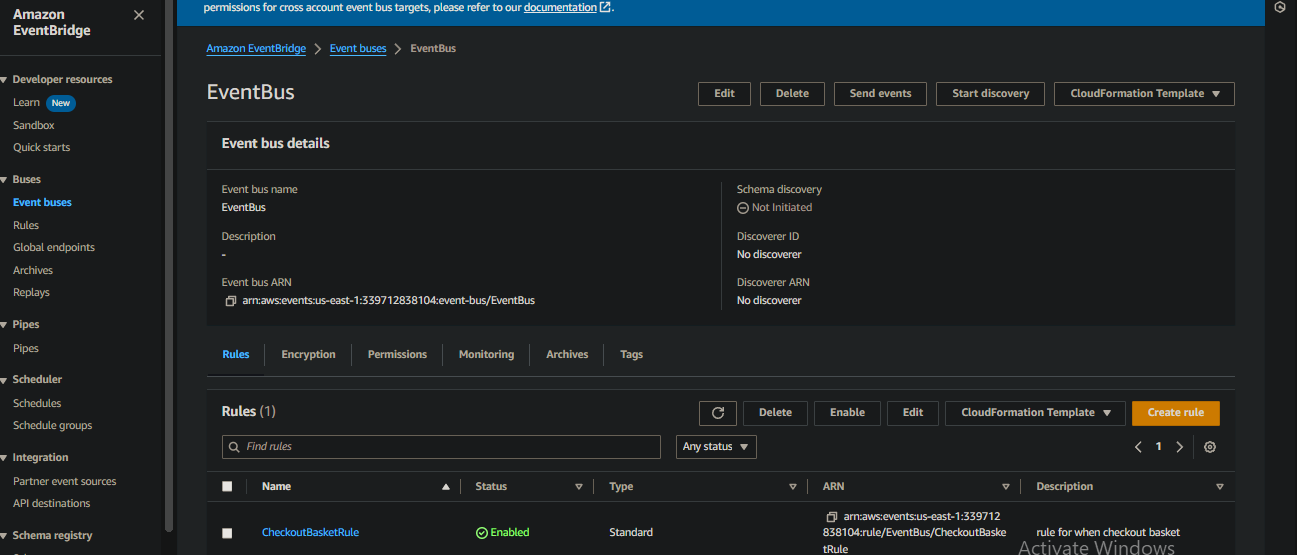 Amazon
EventBridge
Developer resources
Learn New
Sandbox
Quick starts
Buses
Event buses
Rules
Global endpoints
Archives
Replays
Pipes
Pipes
Scheduler
Schedules
Schedule groups
Integration
Partner event sources
API destinations
Schema registry
permissions for cross account event bus targets, please refer to our documentation.
Amazon EventBridge > Event buses > EventBus
EventBus
Edit Delete Send events Start discovery CloudFormation Template
Event bus details
Event bus name
EventBus
Description
-
Event bus ARN
arn:aws:events:us-east-1:339712838104:event-bus/EventBus
Schema discovery
Not Initiated
Discoverer ID
No discoverer
Discoverer ARN
No discoverer
Rules Encryption Permissions Monitoring Archives Tags
Rules (1)
Delete Enable Edit CloudFormation Template Create rule
Find rules Any status 1
Name Status Type ARN Description
CheckoutBasketRule Enabled Standard
arn:aws:events:us-east-1:339712
838104:rule/EventBus/CheckoutBaske
tRule
rule for when checkout basket
Activate Windows